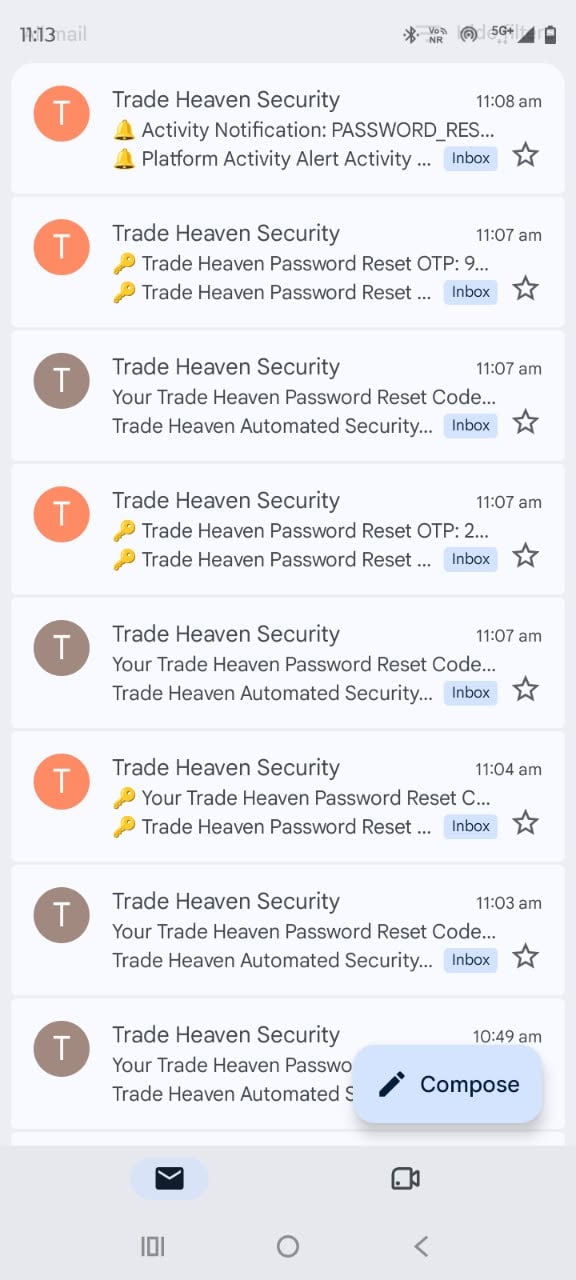 11:13
All mail
VoNR
5G+
hide filter
T
Trade Heaven Security
11:08 am
🔔 Activity Notification: PASSWORD_RES...
🔔 Platform Activity Alert Activity ...
Inbox
T
Trade Heaven Security
11:07 am
🔑 Trade Heaven Password Reset OTP: 9...
🔑 Trade Heaven Password Reset ...
Inbox
T
Trade Heaven Security
11:07 am
Your Trade Heaven Password Reset Code...
Trade Heaven Automated Security...
Inbox
T
Trade Heaven Security
11:07 am
🔑 Trade Heaven Password Reset OTP: 2...
🔑 Trade Heaven Password Reset ...
Inbox
T
Trade Heaven Security
11:07 am
Your Trade Heaven Password Reset Code...
Trade Heaven Automated Security...
Inbox
T
Trade Heaven Security
11:04 am
🔑 Your Trade Heaven Password Reset C...
🔑 Trade Heaven Password Reset ...
Inbox
T
Trade Heaven Security
11:03 am
Your Trade Heaven Password Reset Code...
Trade Heaven Automated Security...
Inbox
T
Trade Heaven Security
10:49 am
Your Trade Heaven Passwo
Trade Heaven Automated S
Compose